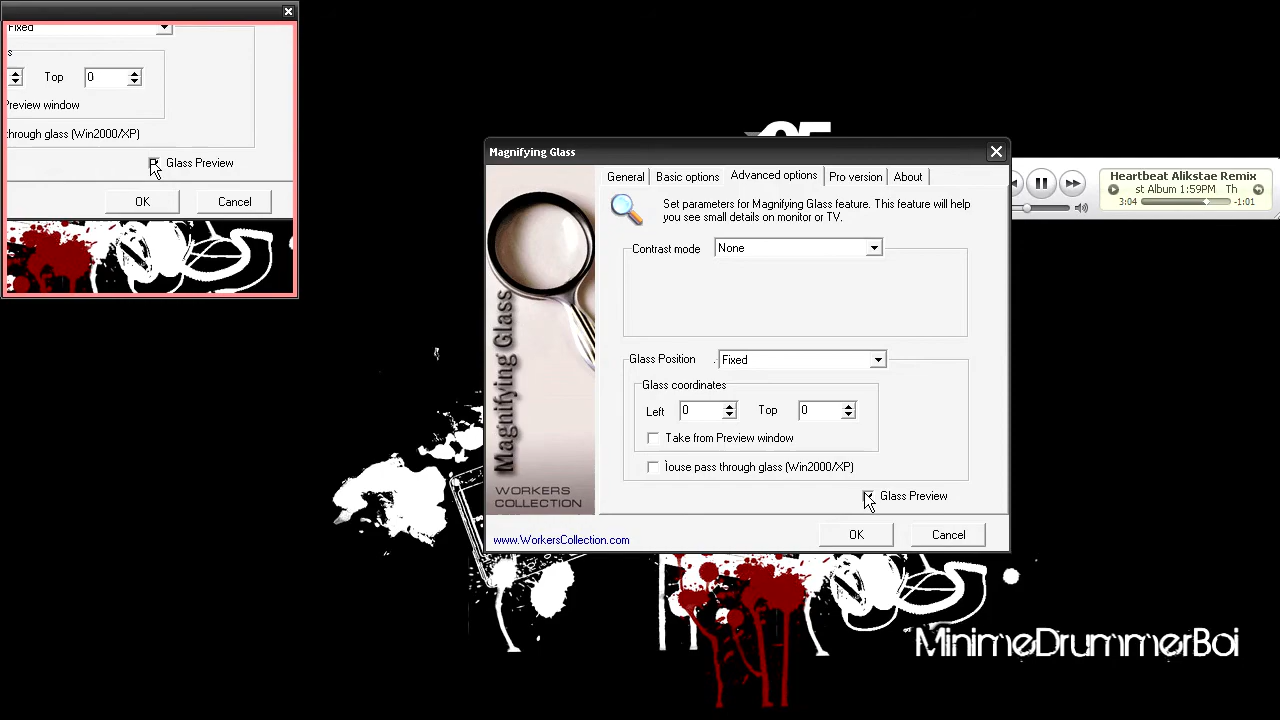 Fixed
Top 0
Preview window
through glass (Win2000/XP)
Glass Preview
OK Cancel
Magnifying Glass
General Basic options Advanced options Pro version About
Set parameters for Magnifying Glass feature. This feature will help
you see small details on monitor or TV.
Contrast mode None
Glass Position Fixed
Glass coordinates
Left 0 Top 0
Take from Preview window
ouse pass through glass (Win2000/XP)
Glass Preview
OK Cancel
www.WorkersCollection.com
Magnifying Glass
WORKERS
COLLECTION
Heartbeat Alikstae Remix
st Album 1:59PM Th
3:04 -1:01
MinimeDrummerBoi